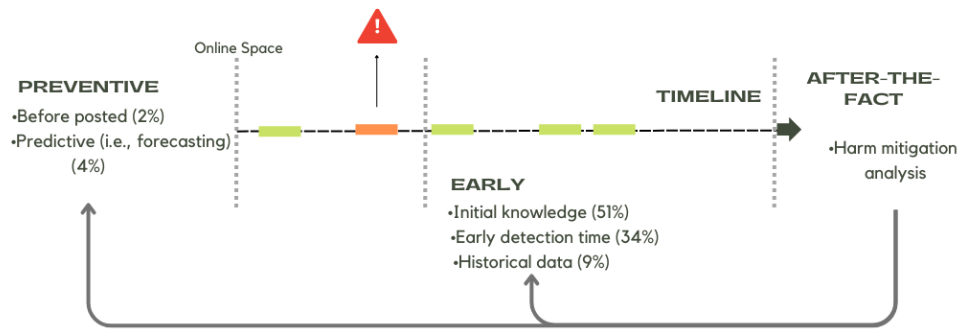 Online Space
!
PREVENTIVE
•Before posted (2%)
•Predictive (i.e., forecasting)
(4%)
TIMELINE
AFTER-THE-
FACT
•Harm mitigation
analysis
EARLY
•Initial knowledge (51%)
•Early detection time (34%)
•Historical data (9%)